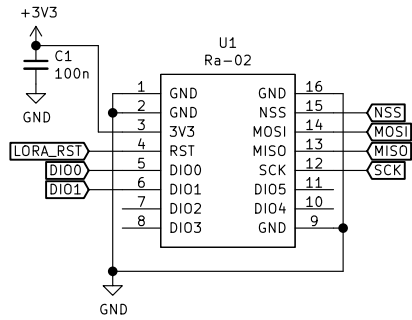 +3V3
C1
100n
GND
U1
Ra-02
1 GND GND 16
2 GND NSS 15 NSS
3 3V3 MOSI 14 MOSI
LORA_RST 4 RST MISO 13 MISO
DIO0 5 DIO0 SCK 12 SCK
DIO1 6 DIO1 DIO5 11
7 DIO2 DIO4 10
8 DIO3 GND 9
GND